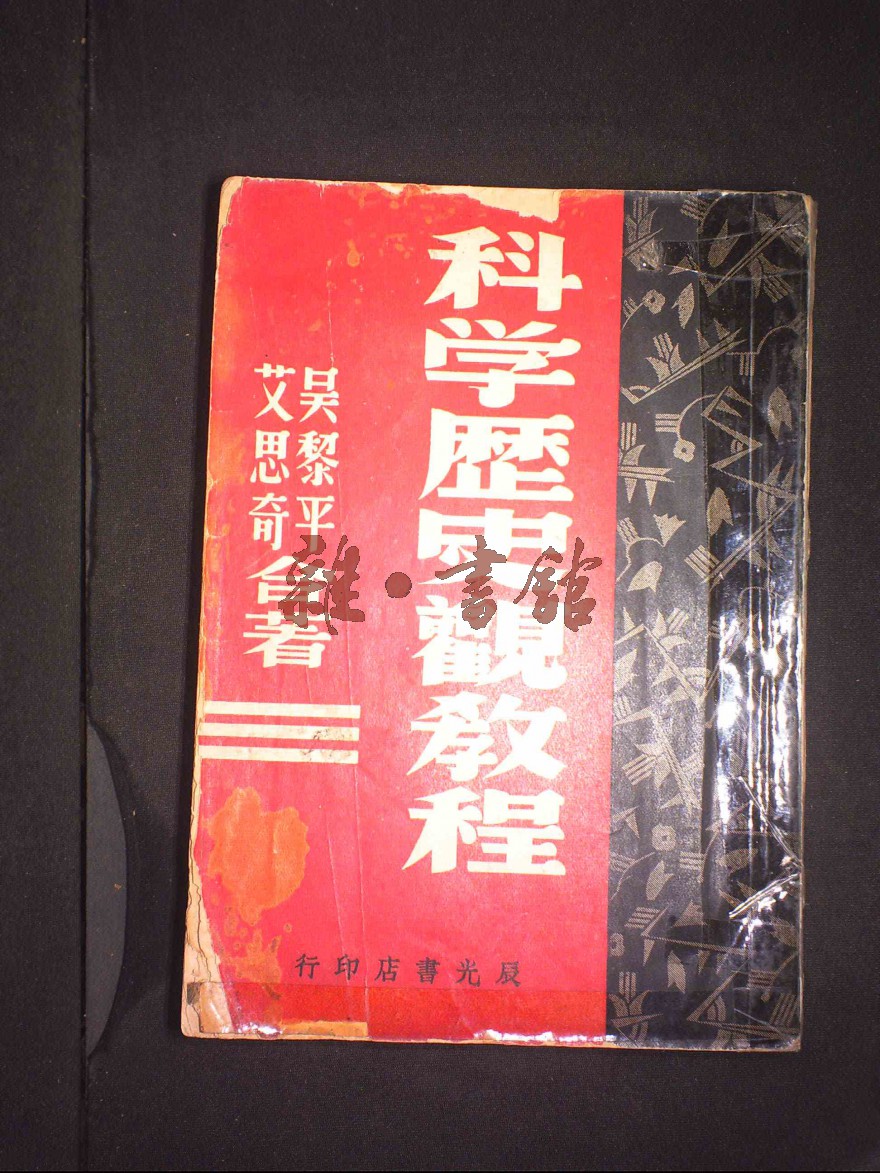 科学歷史觀教程
吳黎平
艾思奇
合著
辰光書店印行
雜·書舘